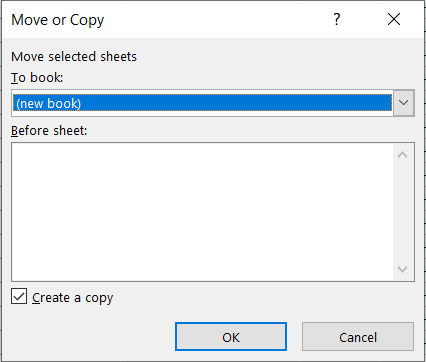 Move or Copy
Move selected sheets
To book:
(new book)
Before sheet:
Create a copy
OK Cancel